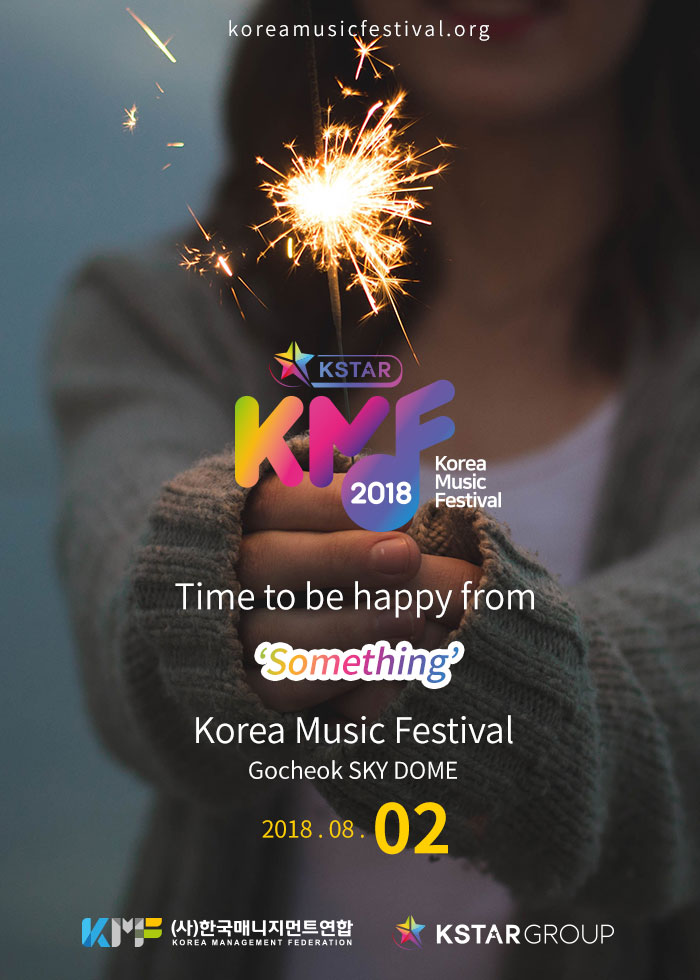 koreamusicfestival.org
KSTAR
KMF
2018
Korea
Music
Festival
Time to be happy from
‘Something’
Korea Music Festival
Gocheok SKY DOME
2018 . 08 . 02
KMF (사)한국매니지먼트연합
KOREA MANAGEMENT FEDERATION
KSTARGROUP